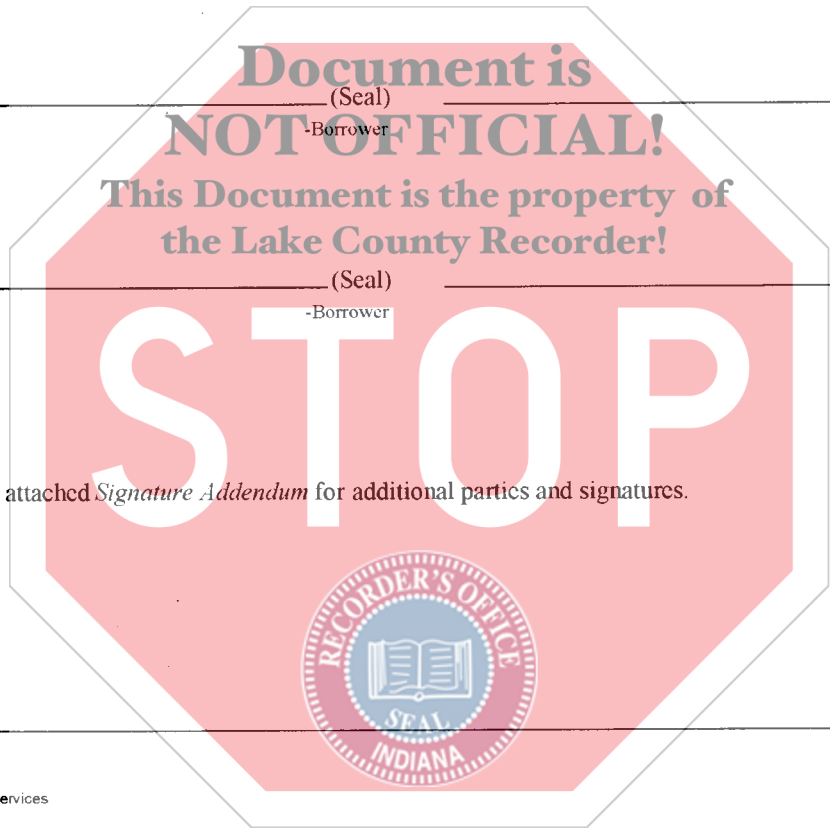 Document is
(Seal)
-Borrower
NOT OFFICIAL!
This Document is the property of
the Lake County Recorder!
(Seal)
-Borrower
STOP
attached Signature Addendum for additional parties and signatures.
RECORDER'S OFFICE
SEAL
INDIANA
ervices